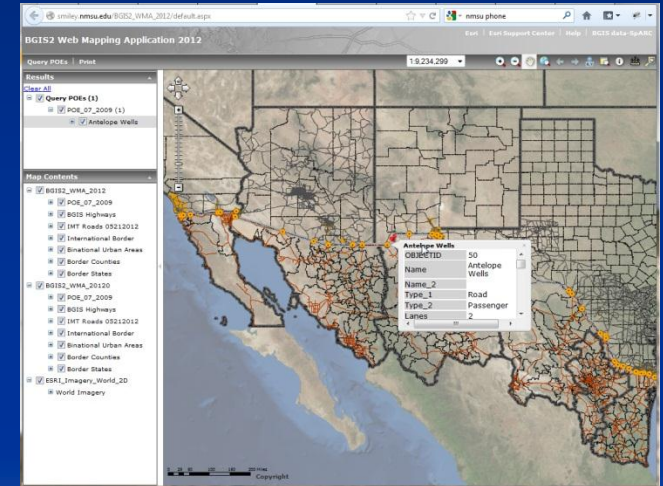 smiley.nmsu.edu/BGIS2_WMA_2012/default.aspx
nmsu phone
BGIS2 Web Mapping Application 2012
Esri | Esri Support Center | Help | BGIS data-SpARC
Query POEs | Print
1:9,234,299
Results
Clear All
Query POEs (1)
POE_07_2009 (1)
Antelope Wells
Map Contents
BGIS2_WMA_2012
POE_07_2009
BGIS Highways
IMT Roads 05212012
International Border
Binational Urban Areas
Border Counties
Border States
BGIS2_WMA_20120
POE_07_2009
BGIS Highways
IMT Roads 05212012
International Border
Binational Urban Areas
Border Counties
Border States
ESRI_Imagery_World_2D
World Imagery
Antelope Wells
OBJECTID 50
Name Antelope Wells
Name_2
Type_1 Road
Type_2 Passenger
Lanes 2
Copyright